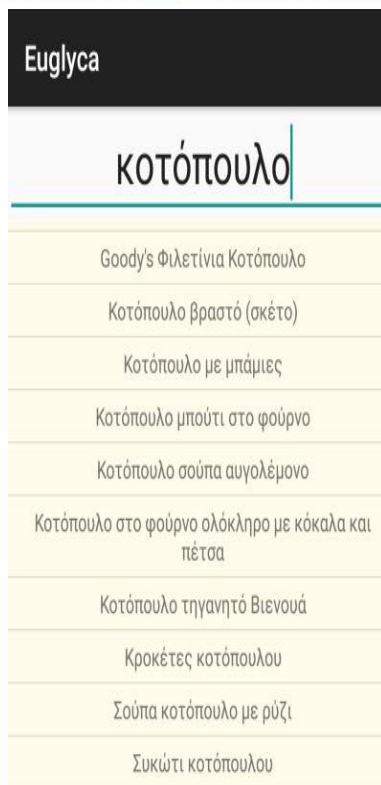 Euglyca
κοτόπουλο
Goody's Φιλετίνια Κοτόπουλο
Κοτόπουλο βραστό (σκέτο)
Κοτόπουλο με μπάμιες
Κοτόπουλο μπούτι στο φούρνο
Κοτόπουλο σούπα αυγολέμονο
Κοτόπουλο στο φούρνο ολόκληρο με κόκαλα και
πέτσα
Κοτόπουλο τηγανητό Βιενουά
Κροκέτες κοτόπουλου
Σούπα κοτόπουλο με ρύζι
Συκώτι κοτόπουλου